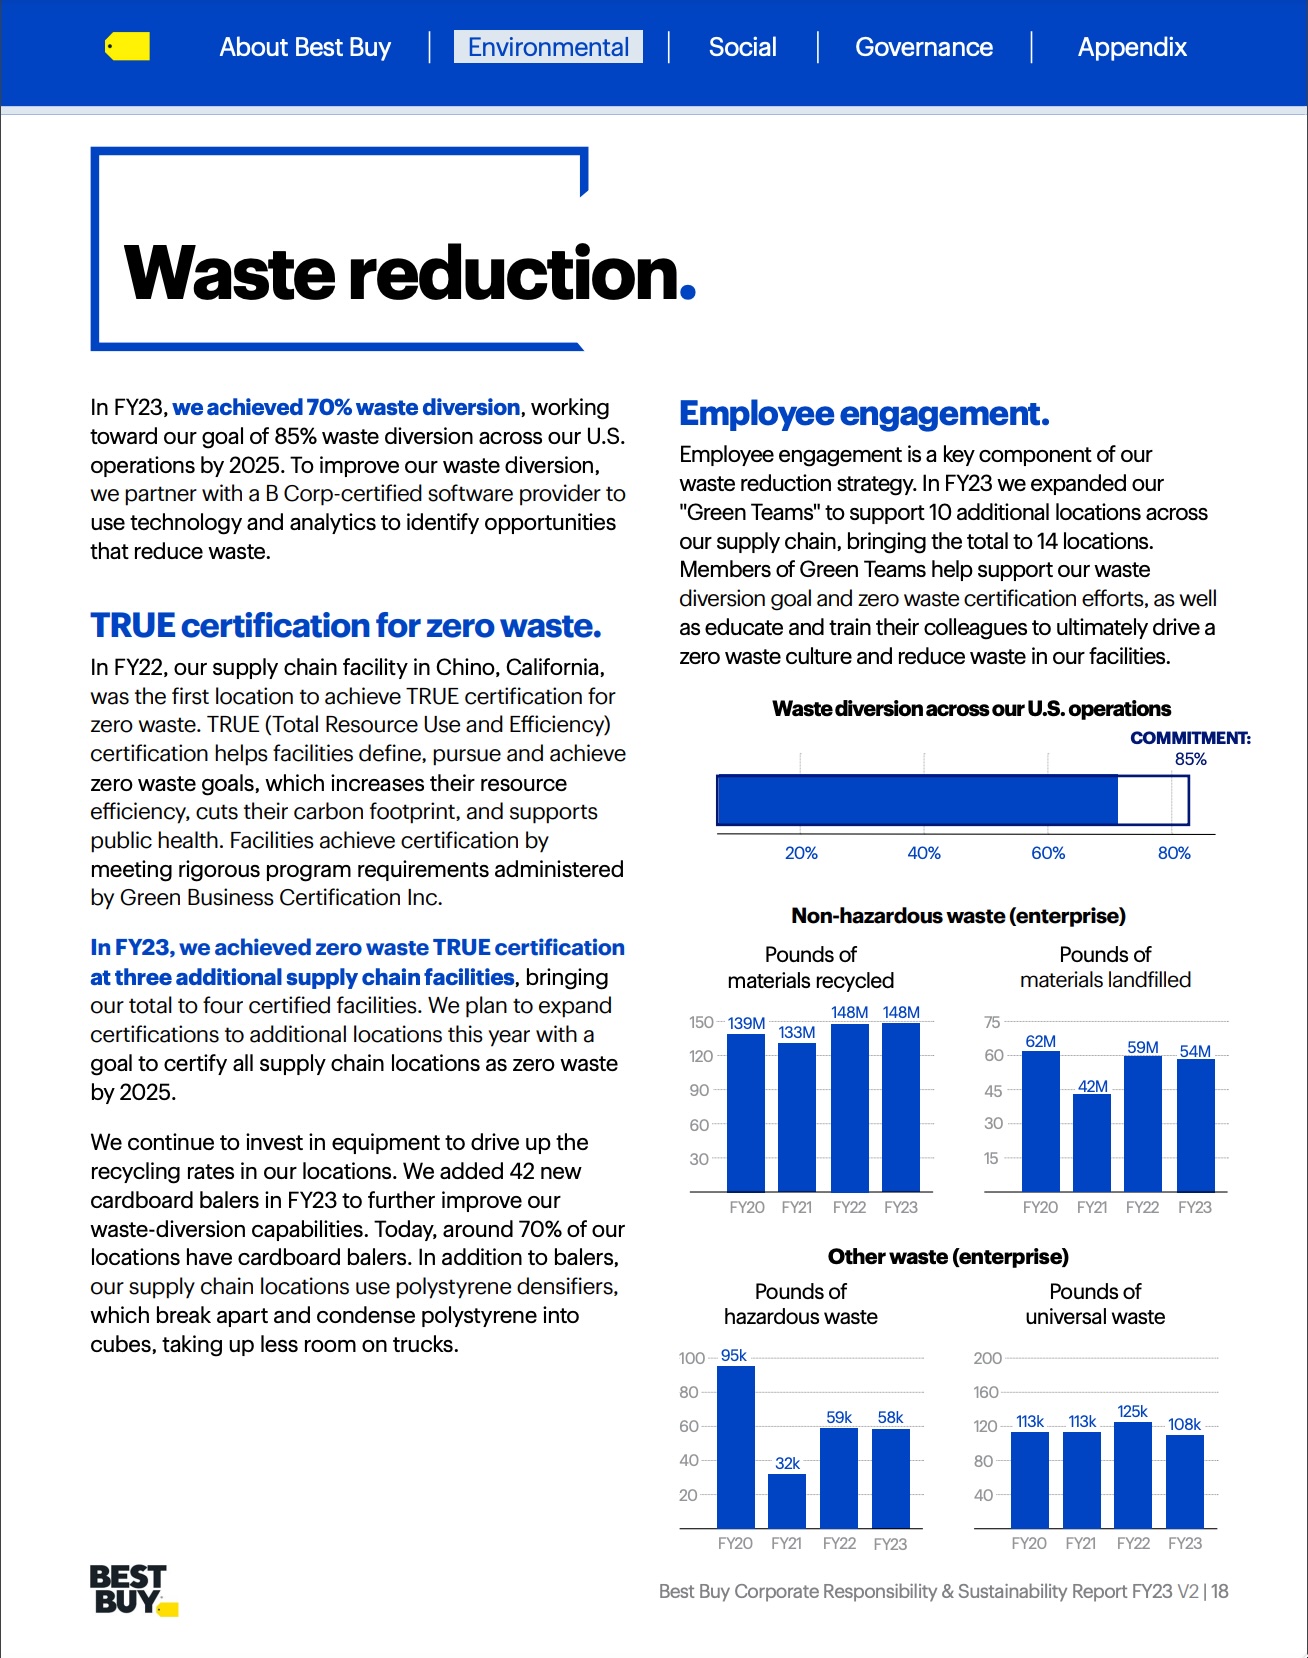 About Best Buy
Environmental
Social
Governance
Appendix
Waste reduction.
In FY23, we achieved 70% waste diversion, working
toward our goal of 85% waste diversion across our U.S.
operations by 2025. To improve our waste diversion,
we partner with a B Corp-certified software provider to
use technology and analytics to identify opportunities
that reduce waste.
TRUE certification for zero waste.
In FY22, our supply chain facility in Chino, California,
was the first location to achieve TRUE certification for
zero waste. TRUE (Total Resource Use and Efficiency)
certification helps facilities define, pursue and achieve
zero waste goals, which increases their resource
efficiency, cuts their carbon footprint, and supports
public health. Facilities achieve certification by
meeting rigorous program requirements administered
by Green Business Certification Inc.
In FY23, we achieved zero waste TRUE certification
at three additional supply chain facilities, bringing
our total to four certified facilities. We plan to expand
certifications to additional locations this year with a
goal to certify all supply chain locations as zero waste
by 2025.
We continue to invest in equipment to drive up the
recycling rates in our locations. We added 42 new
cardboard balers in FY23 to further improve our
waste-diversion capabilities. Today, around 70% of our
locations have cardboard balers. In addition to balers,
our supply chain locations use polystyrene densifiers,
which break apart and condense polystyrene into
cubes, taking up less room on trucks.
Employee engagement.
Employee engagement is a key component of our
waste reduction strategy. In FY23 we expanded our
"Green Teams" to support 10 additional locations across
our supply chain, bringing the total to 14 locations.
Members of Green Teams help support our waste
diversion goal and zero waste certification efforts, as well
as educate and train their colleagues to ultimately drive a
zero waste culture and reduce waste in our facilities.
Waste diversion across our U.S. operations
COMMITMENT:
85%
20% 40% 60% 80%
Non-hazardous waste (enterprise)
Pounds of
materials recycled
150
120
90
60
30
139M 133M 148M 148M
FY20 FY21 FY22 FY23
Pounds of
materials landfilled
75
60
45
30
15
62M 42M 59M 54M
FY20 FY21 FY22 FY23
Other waste (enterprise)
Pounds of
hazardous waste
100
80
60
40
20
95k 32k 59k 58k
FY20 FY21 FY22 FY23
Pounds of
universal waste
200
160
120
80
40
113k 113k 125k 108k
FY20 FY21 FY22 FY23
BEST
BUY
Best Buy Corporate Responsibility & Sustainability Report FY23 V2 | 18